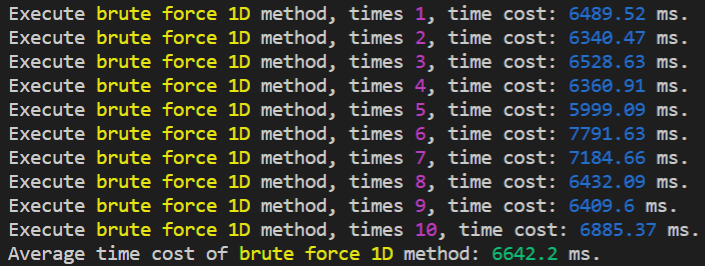 Execute brute force 1D method, times 1, time cost: 6489.52 ms.
Execute brute force 1D method, times 2, time cost: 6340.47 ms.
Execute brute force 1D method, times 3, time cost: 6528.63 ms.
Execute brute force 1D method, times 4, time cost: 6360.91 ms.
Execute brute force 1D method, times 5, time cost: 5999.09 ms.
Execute brute force 1D method, times 6, time cost: 7791.63 ms.
Execute brute force 1D method, times 7, time cost: 7184.66 ms.
Execute brute force 1D method, times 8, time cost: 6432.09 ms.
Execute brute force 1D method, times 9, time cost: 6409.6 ms.
Execute brute force 1D method, times 10, time cost: 6885.37 ms.
Average time cost of brute force 1D method: 6642.2 ms.